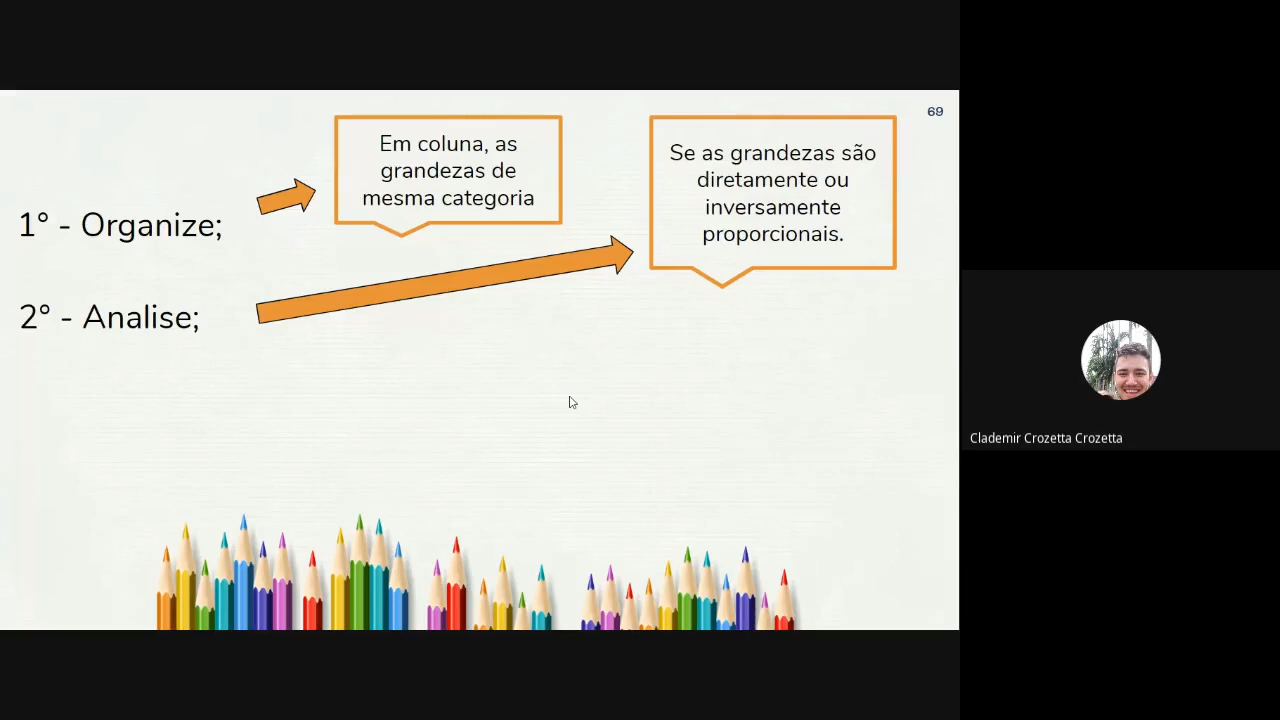 69
Em coluna, as
grandezas de
mesma categoria
Se as grandezas são
diretamente ou
inversamente
proporcionais.
1° - Organize;
2° - Analise;
Clademir Crozetta Crozetta